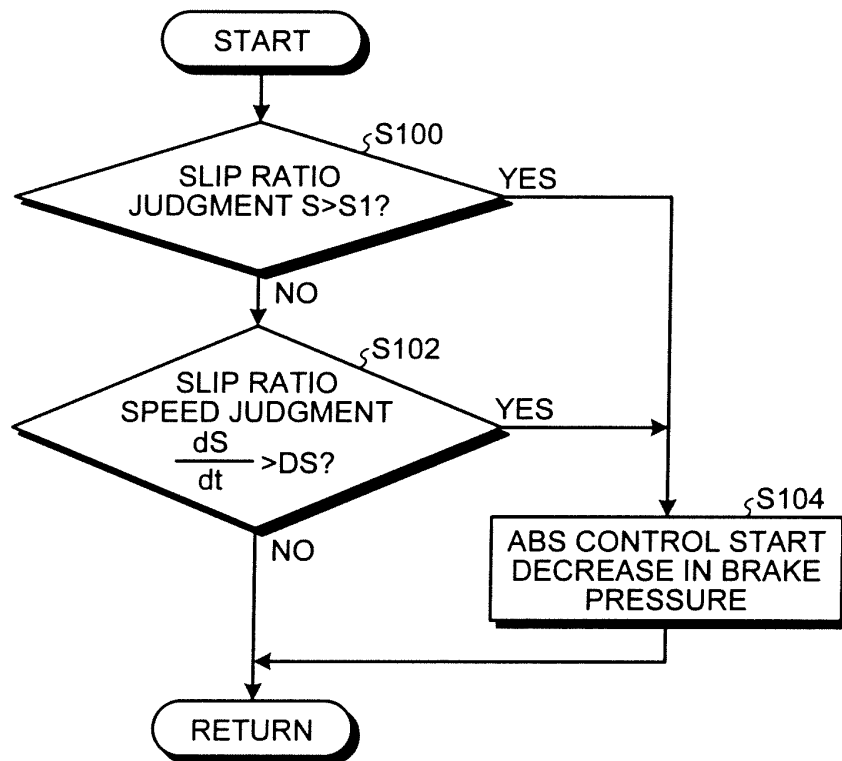 START
S100
SLIP RATIO
JUDGMENT S>S1?
YES
NO
S102
SLIP RATIO
SPEED JUDGMENT
dS
dt
>DS?
YES
NO
S104
ABS CONTROL START
DECREASE IN BRAKE
PRESSURE
RETURN